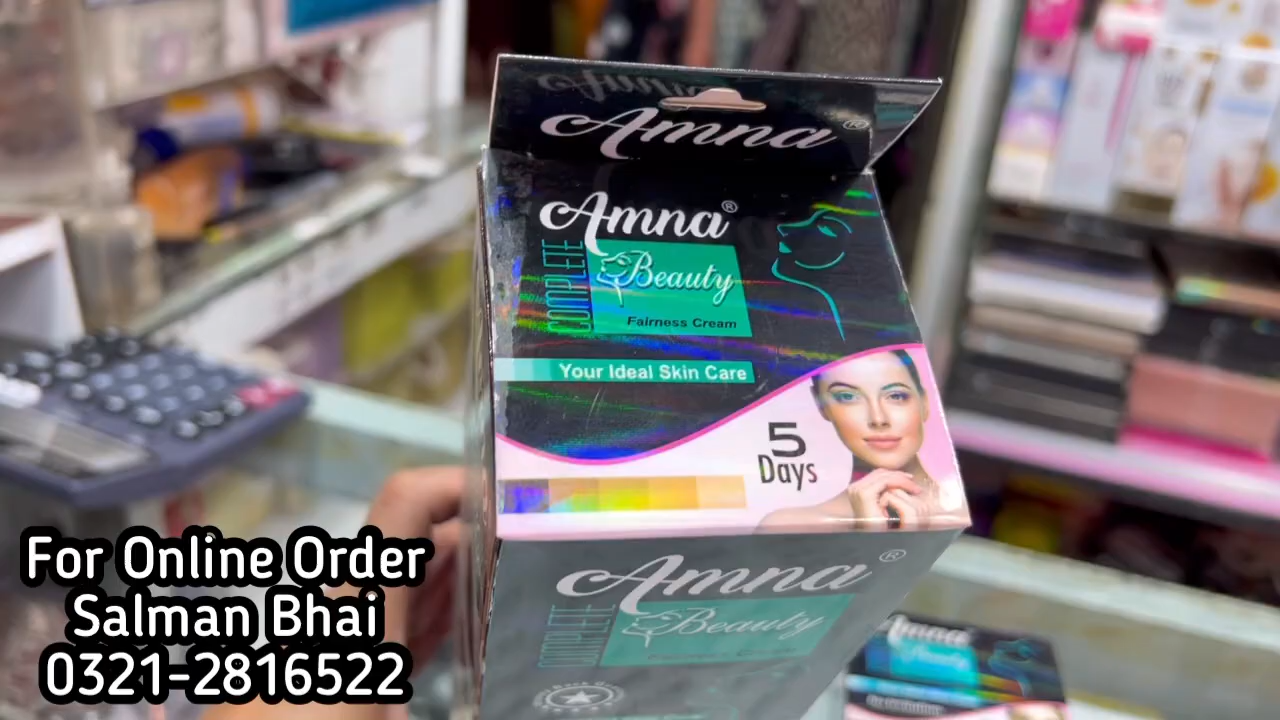 Amna ®
Amna ®
COMPLETE
Beauty
Fairness Cream
Your Ideal Skin Care
5
Days
Amna ®
COMPLETE
Beauty
Amna
Beauty
For Online Order
Salman Bhai
0321-2816522